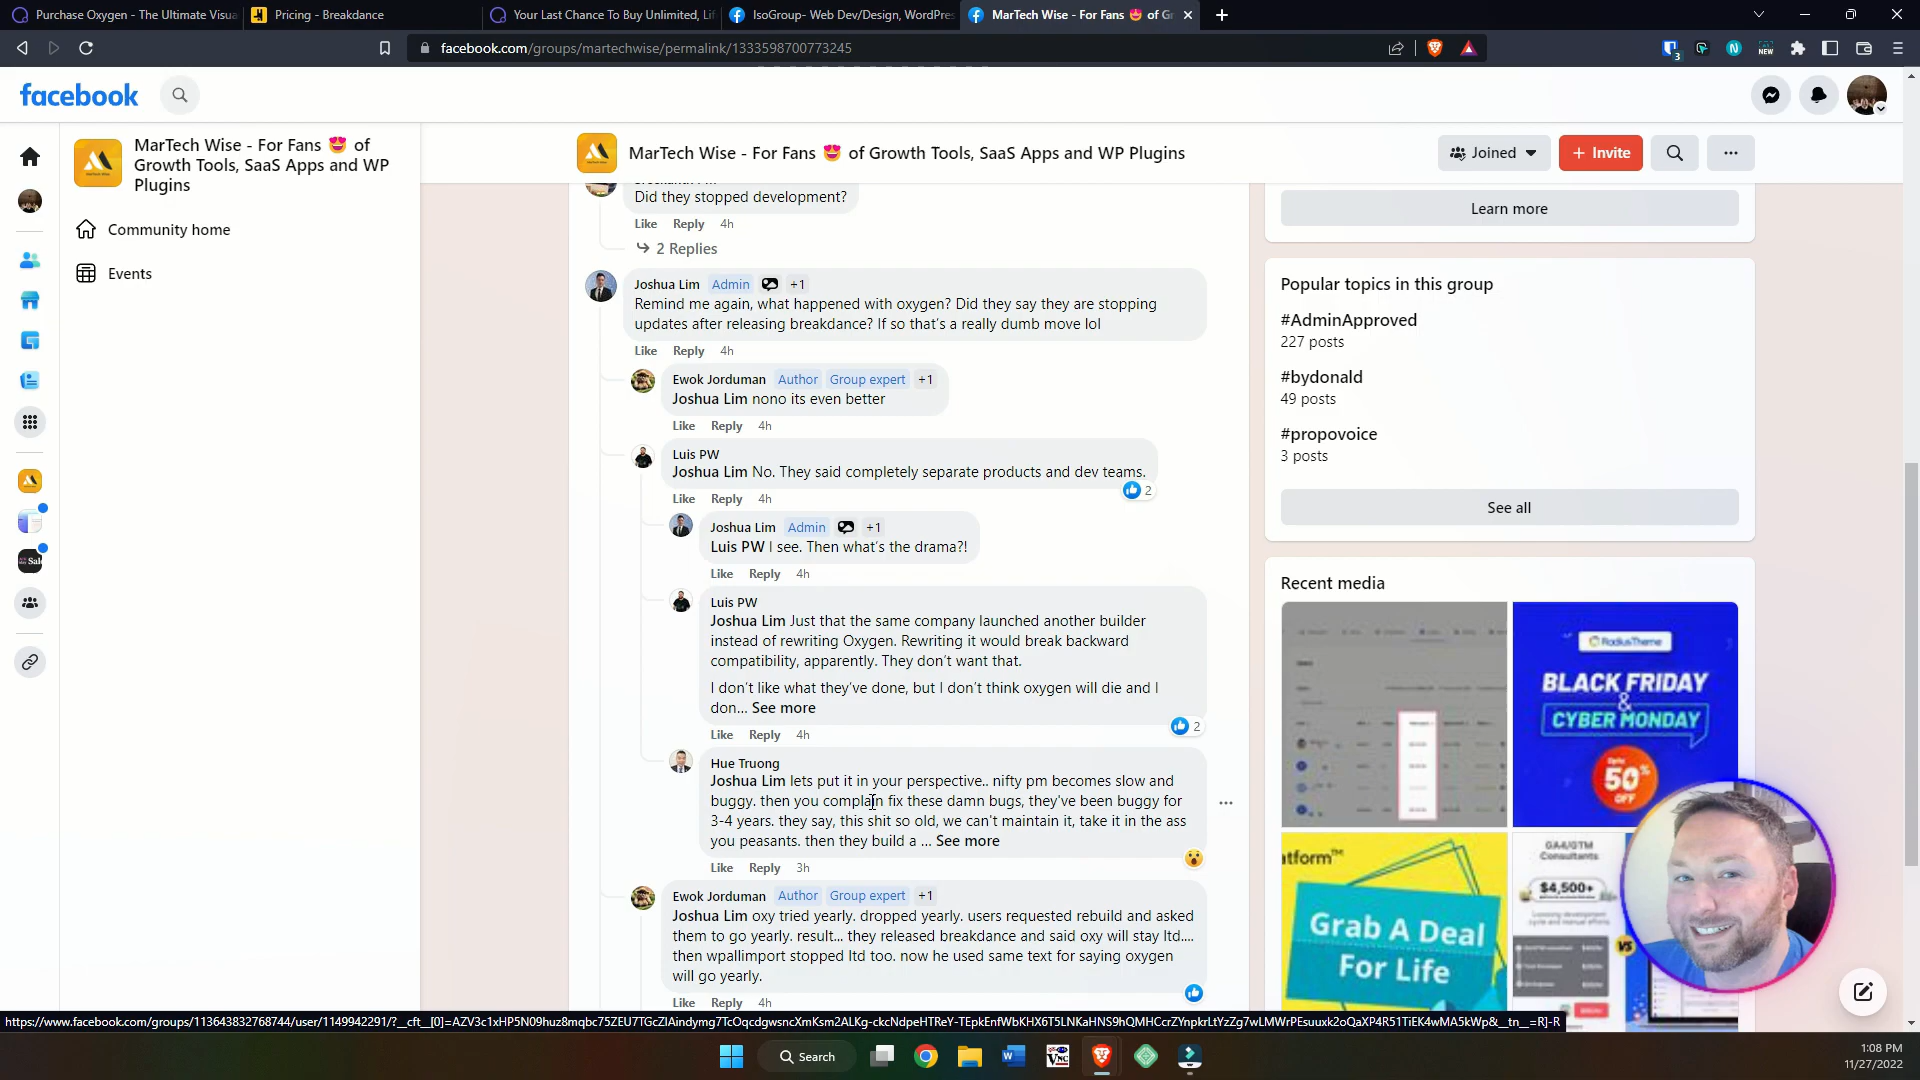 Purchase Oxygen - The Ultimate Visua
Pricing - Breakdance
Your Last Chance To Buy Unlimited, Lif
IsoGroup- Web Dev/Design, WordPres
MarTech Wise - For Fans 😍 of Gr
facebook.com/groups/martechwise/permalink/1333598700773245
3
N
NEW
facebook
MarTech Wise - For Fans 😍 of
Growth Tools, SaaS Apps and WP
Plugins
Community home
Events
MarTech Wise - For Fans 😍 of Growth Tools, SaaS Apps and WP Plugins
Joined
+ Invite
Did they stopped development?
Like Reply 4h
2 Replies
Joshua Lim Admin +1
Remind me again, what happened with oxygen? Did they say they are stopping
updates after releasing breakdance? If so that's a really dumb move lol
Like Reply 4h
Ewok Jorduman Author Group expert +1
Joshua Lim nono its even better
Like Reply 4h
Luis PW
Joshua Lim No. They said completely separate products and dev teams.
2
Like Reply 4h
Joshua Lim Admin +1
Luis PW I see. Then what's the drama?!
Like Reply 4h
Luis PW
Joshua Lim Just that the same company launched another builder
instead of rewriting Oxygen. Rewriting it would break backward
compatibility, apparently. They don't want that.
I don't like what they've done, but I don't think oxygen will die and I
don... See more
2
Like Reply 4h
Hue Truong
Joshua Lim lets put it in your perspective.. nifty pm becomes slow and
buggy. then you complain fix these damn bugs, they've been buggy for
3-4 years. they say, this shit so old, we can't maintain it, take it in the ass
you peasants. then they build a ... See more
Like Reply 3h
Ewok Jorduman Author Group expert +1
Joshua Lim oxy tried yearly. dropped yearly. users requested rebuild and asked
them to go yearly. result... they released breakdance and said oxy will stay ltd....
then wpallimport stopped ltd too. now he used same text for saying oxygen
will go yearly.
Like Reply 4h
Learn more
Popular topics in this group
#AdminApproved
227 posts
#bydonald
49 posts
#propovoice
3 posts
See all
Recent media
RadiusTheme
BLACK FRIDAY
&
CYBER MONDAY
50%
OFF
atform™
Grab A Deal
For Life
GA4/GTM
Consultants
$4,500+
VS
Sale
Search
VNC
1:08 PM
11/27/2022